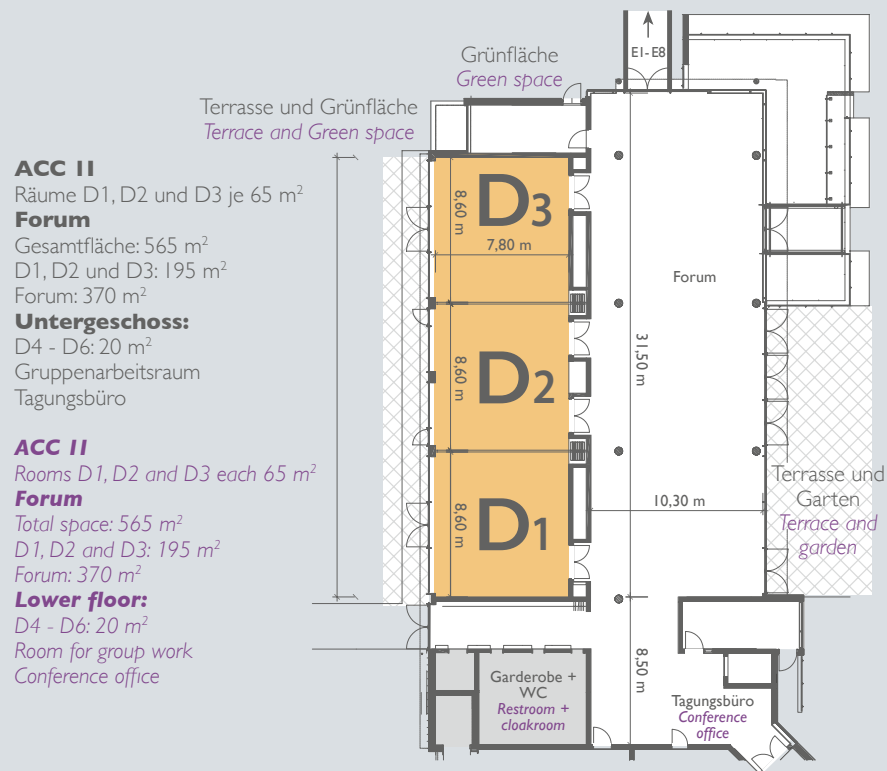 ACC II
Räume D1, D2 und D3 je 65 m²
Forum
Gesamtfläche: 565 m²
D1, D2 und D3: 195 m²
Forum: 370 m²
Untergeschoss:
D4 - D6: 20 m²
Gruppenarbeitsraum
Tagungsbüro
ACC II
Rooms D1, D2 and D3 each 65 m²
Forum
Total space: 565 m²
D1, D2 and D3: 195 m²
Forum: 370 m²
Lower floor:
D4 - D6: 20 m²
Room for group work
Conference office
Grünfläche
Green space
Terrasse und Grünfläche
Terrace and Green space
E1- E8
D3
8,60 m
7,80 m
Forum
D2
8,60 m
31,50 m
D1
8,60 m
10,30 m
Terrasse und
Garten
Terrace and
garden
8,50 m
Garderobe +
WC
Restroom +
cloakroom
Tagungsbüro
Conference
office